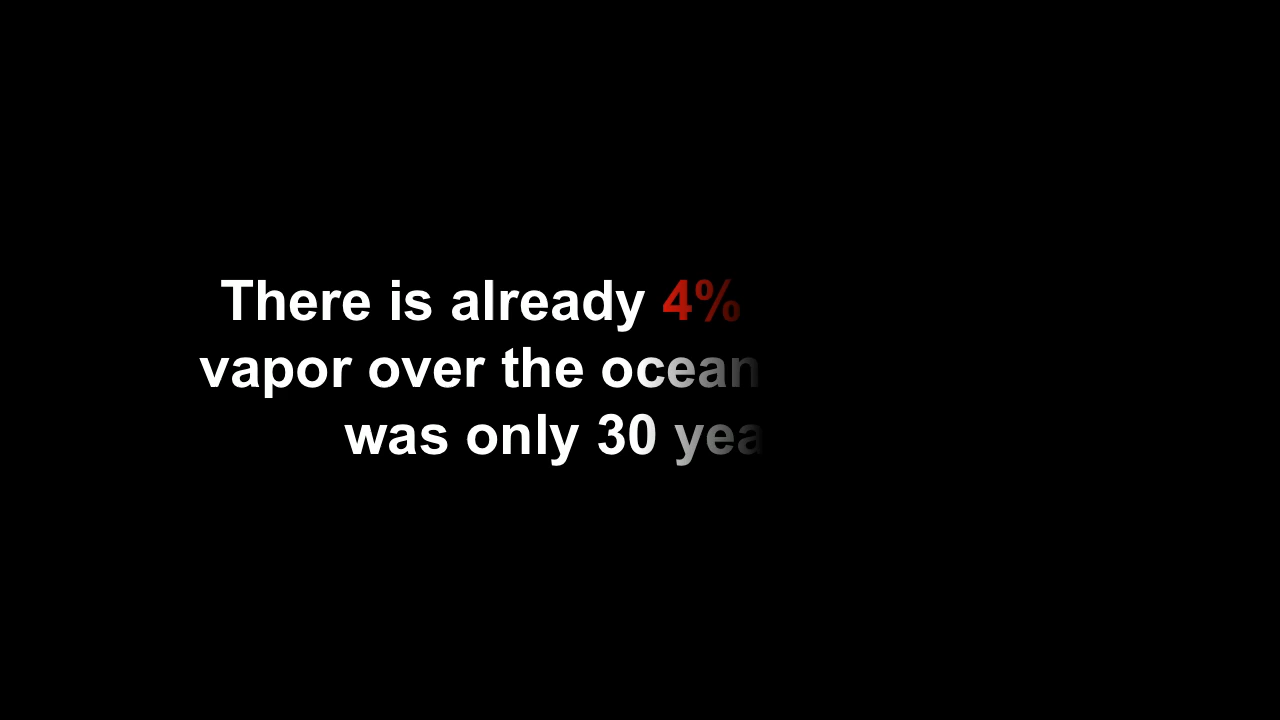 There is already 4%
vapor over the ocean
was only 30 yea